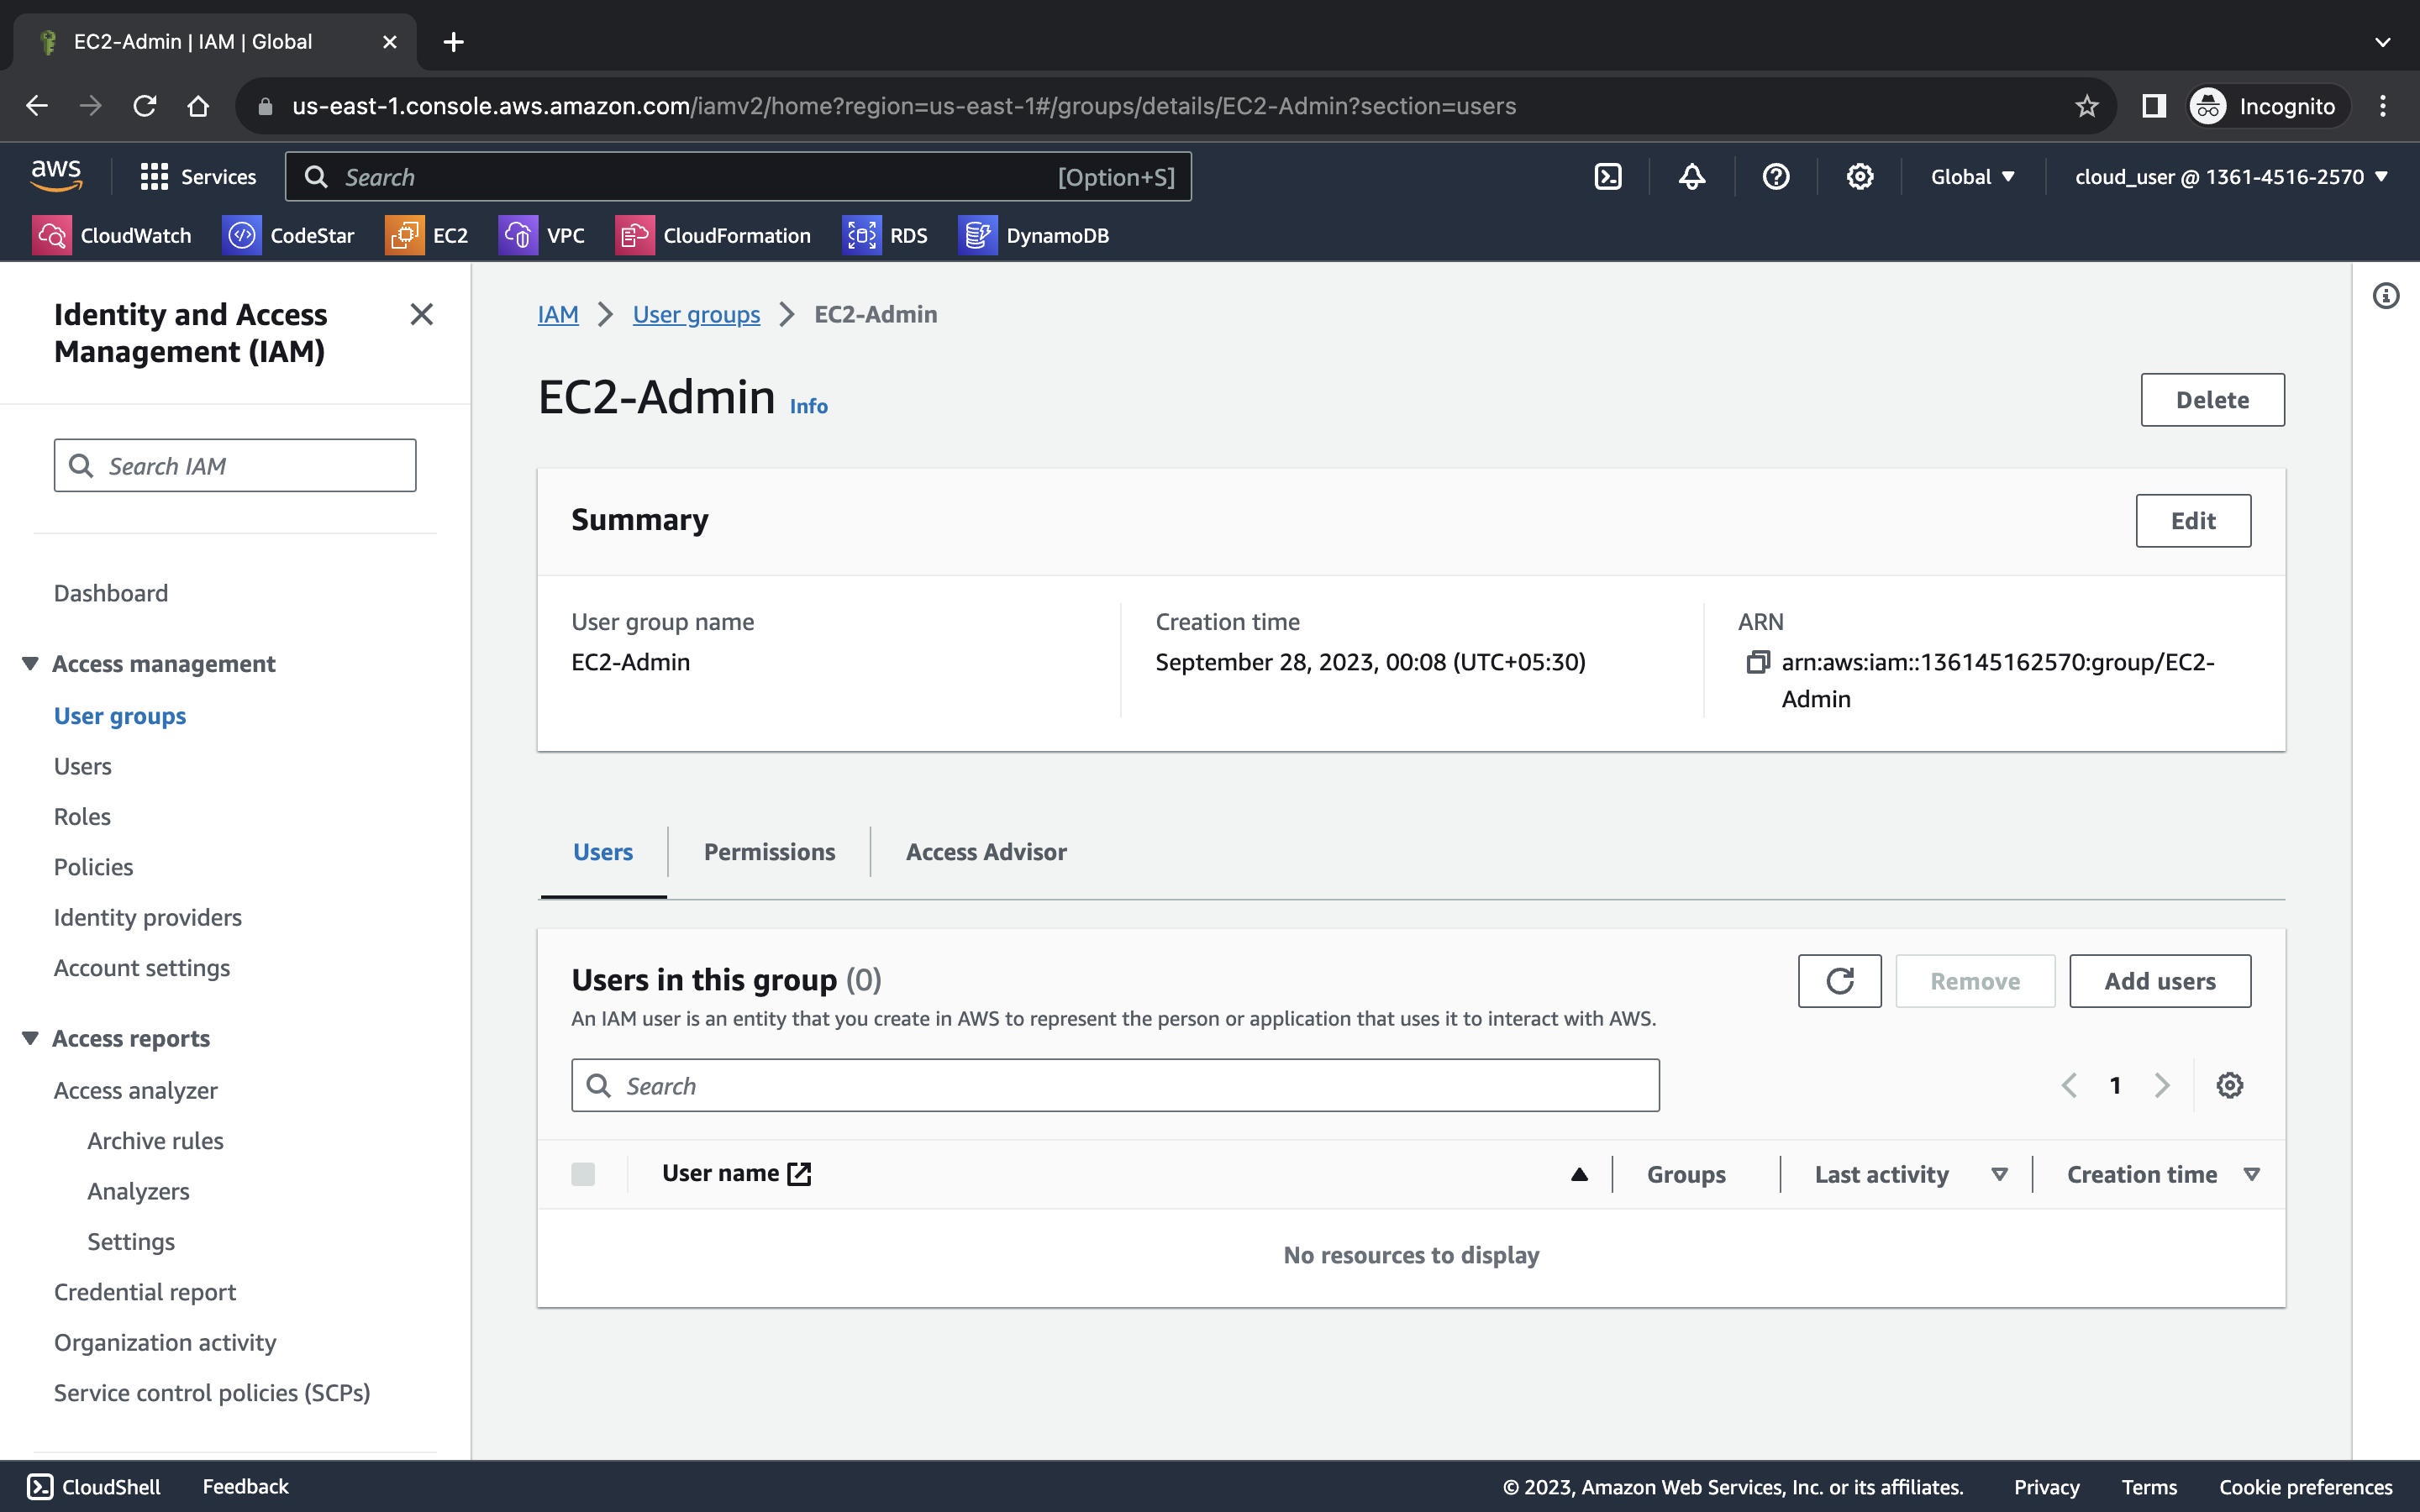 EC2-Admin | IAM | Global
us-east-1.console.aws.amazon.com/iamv2/home?region=us-east-1#/groups/details/EC2-Admin?section=users
Incognito
aws
Services
Search
[Option+S]
Global
cloud_user @ 1361-4516-2570
CloudWatch
CodeStar
EC2
VPC
CloudFormation
RDS
DynamoDB
Identity and Access
Management (IAM)
Search IAM
Dashboard
Access management
User groups
Users
Roles
Policies
Identity providers
Account settings
Access reports
Access analyzer
Archive rules
Analyzers
Settings
Credential report
Organization activity
Service control policies (SCPs)
IAM
User groups
EC2-Admin
EC2-Admin Info
Delete
Summary
Edit
User group name
EC2-Admin
Creation time
September 28, 2023, 00:08 (UTC+05:30)
ARN
arn:aws:iam::136145162570:group/EC2-
Admin
Users
Permissions
Access Advisor
Users in this group (0)
Remove
Add users
An IAM user is an entity that you create in AWS to represent the person or application that uses it to interact with AWS.
Search
1
User name
Groups
Last activity
Creation time
No resources to display
CloudShell
Feedback
© 2023, Amazon Web Services, Inc. or its affiliates.
Privacy
Terms
Cookie preferences